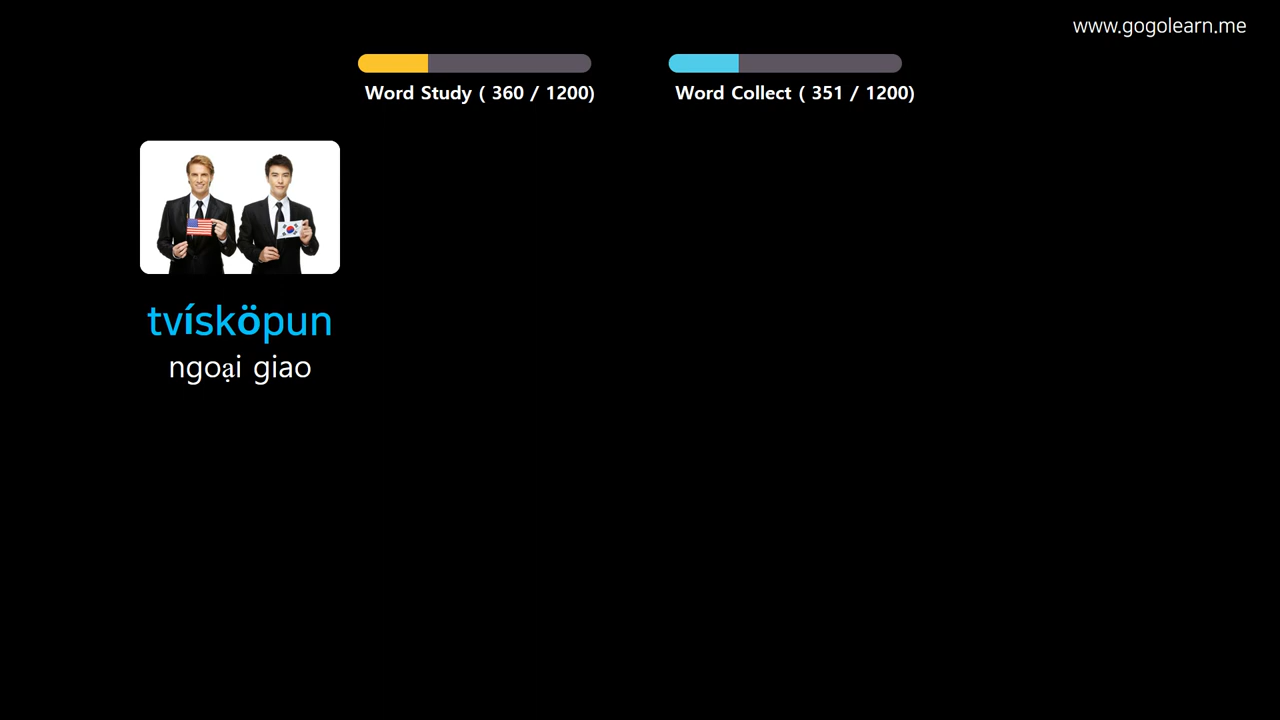 www.gogolearn.me
Word Study ( 360 / 1200)
Word Collect ( 351 / 1200)
tvísköpun
ngoại giao